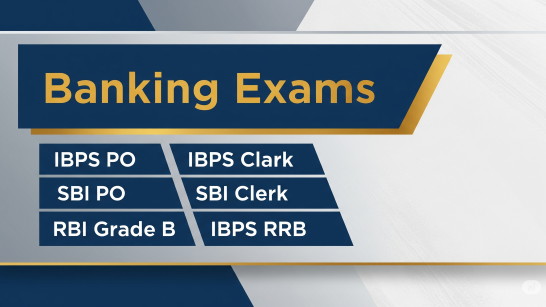 Banking Exams
IBPS PO
IBPS Clark
SBI PO
SBI Clerk
RBI Grade B
IBPS RRB